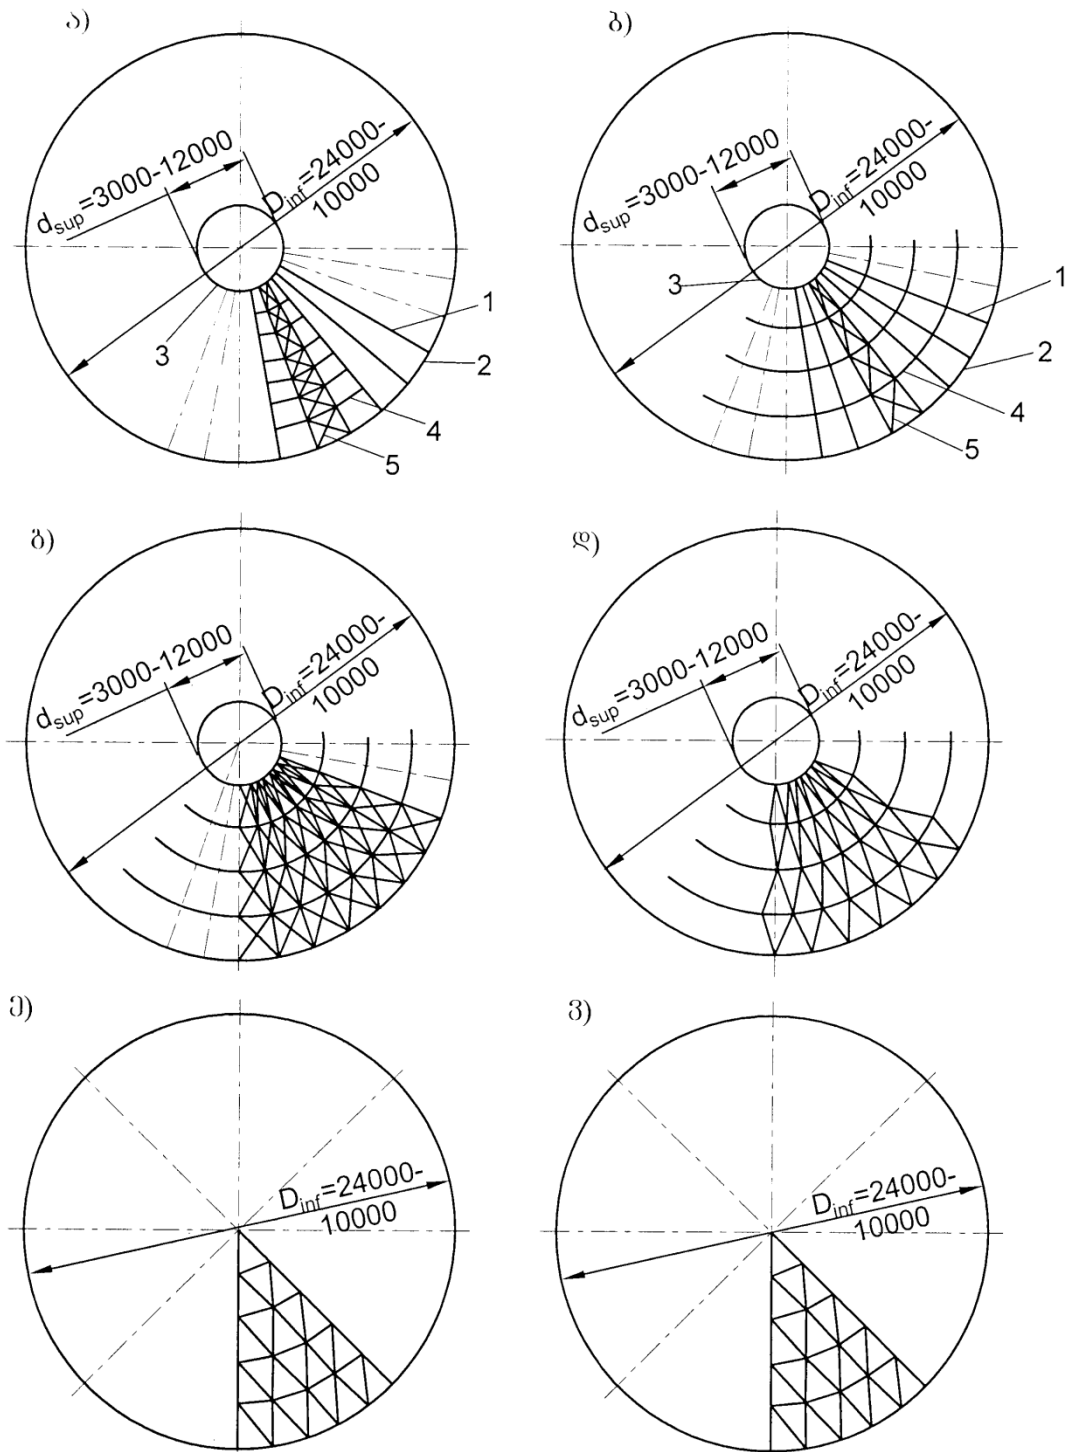 ა)
d_sup=3000-12000
D_inf=24000-
10000
1
2
3
4
5
ბ)
d_sup=3000-12000
D_inf=24000-
10000
1
2
3
4
5
გ)
d_sup=3000-12000
D_inf=24000-
10000
დ)
d_sup=3000-12000
D_inf=24000-
10000
ე)
D_inf=24000-
10000
ვ)
D_inf=24000-
10000